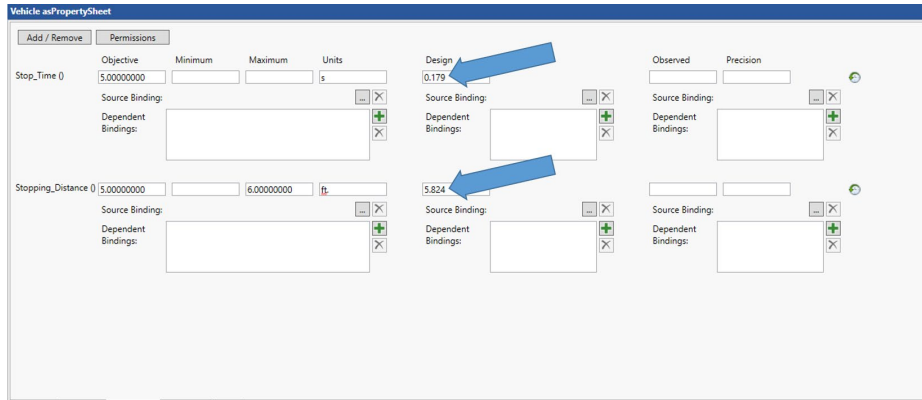 Vehicle asPropertySheet
Add / Remove Permissions
Objective Minimum Maximum Units Design Observed Precision
Stop_Time () 5.00000000 s 0.179
Source Binding: ... Source Binding: ... Source Binding: ...
Dependent Bindings: Dependent Bindings: Dependent Bindings:
Stopping_Distance () 5.00000000 6.00000000 ft. 5.824
Source Binding: ... Source Binding: ... Source Binding: ...
Dependent Bindings: Dependent Bindings: Dependent Bindings: